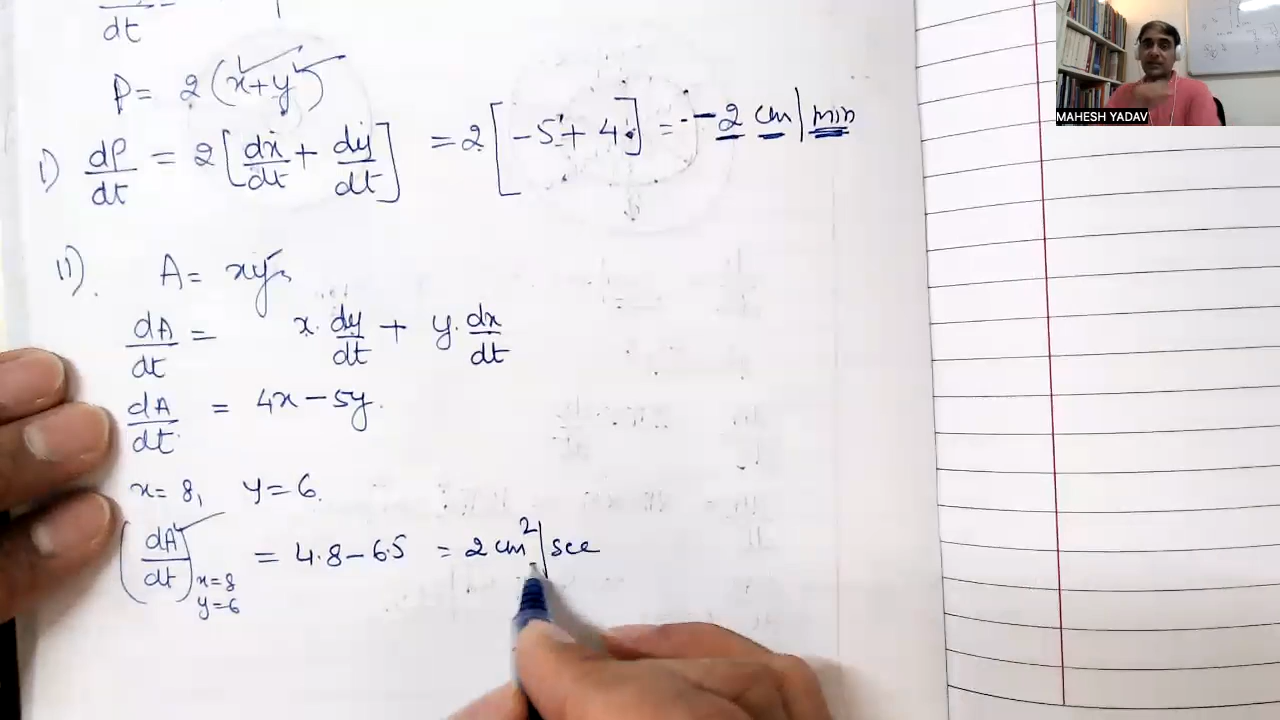 dt
P = 2(x+y)
I) dP/dt = 2[dx/dt + dy/dt] = 2[-5 + 4] = -2 cm/min
II). A = xy
dA/dt = x.dy/dt + y.dx/dt
dA/dt = 4x - 5y.
x = 8, y = 6.
(dA/dt) x=8 y=6 = 4.8 - 6.5 = 2 cm²/sec
MAHESH YADAV